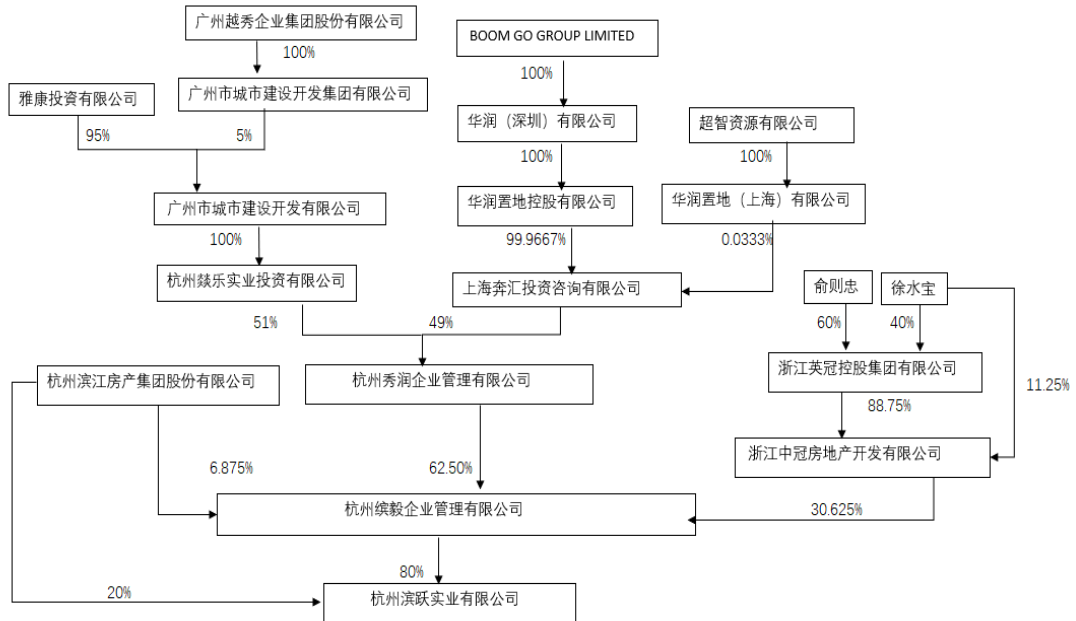 广州越秀企业集团股份有限公司
BOOM GO GROUP LIMITED
100%
100%
雅康投资有限公司
广州市城市建设开发集团有限公司
华润（深圳）有限公司
超智资源有限公司
95%
5%
100%
100%
广州市城市建设开发有限公司
华润置地控股有限公司
华润置地（上海）有限公司
100%
99.9667%
0.0333%
杭州燚乐实业投资有限公司
上海奔汇投资咨询有限公司
俞则忠
徐水宝
51%
49%
60%
40%
杭州滨江房产集团股份有限公司
杭州秀润企业管理有限公司
浙江英冠控股集团有限公司
11.25%
88.75%
浙江中冠房地产开发有限公司
6.875%
62.50%
杭州缤毅企业管理有限公司
30.625%
80%
20%
杭州滨跃实业有限公司